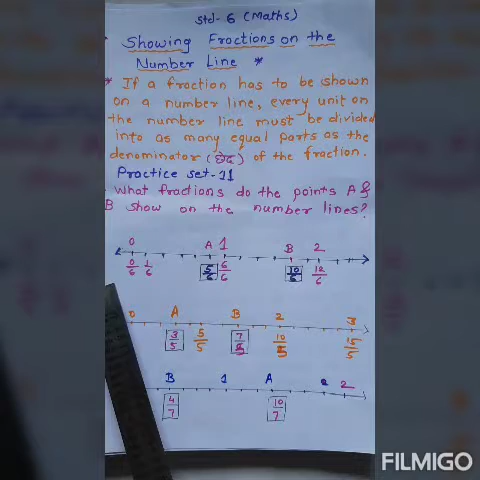 Std- 6 (Maths)
Showing Fractions on the
Number Line *
* If a fraction has to be shown
on a number line, every unit on
the number line must be divided
into as many equal parts as the
denominator (छेद) of the fraction.
Practice set-11
What fractions do the points A &
B show on the number lines?
0 A 1 B 2
0/6 1/6 5/6 6/6 10/6 12/6
0 A B 2 3
3/5 5/5 7/5 10/5 15/5
B 1 A 2
4/7 10/7
FILMIGO